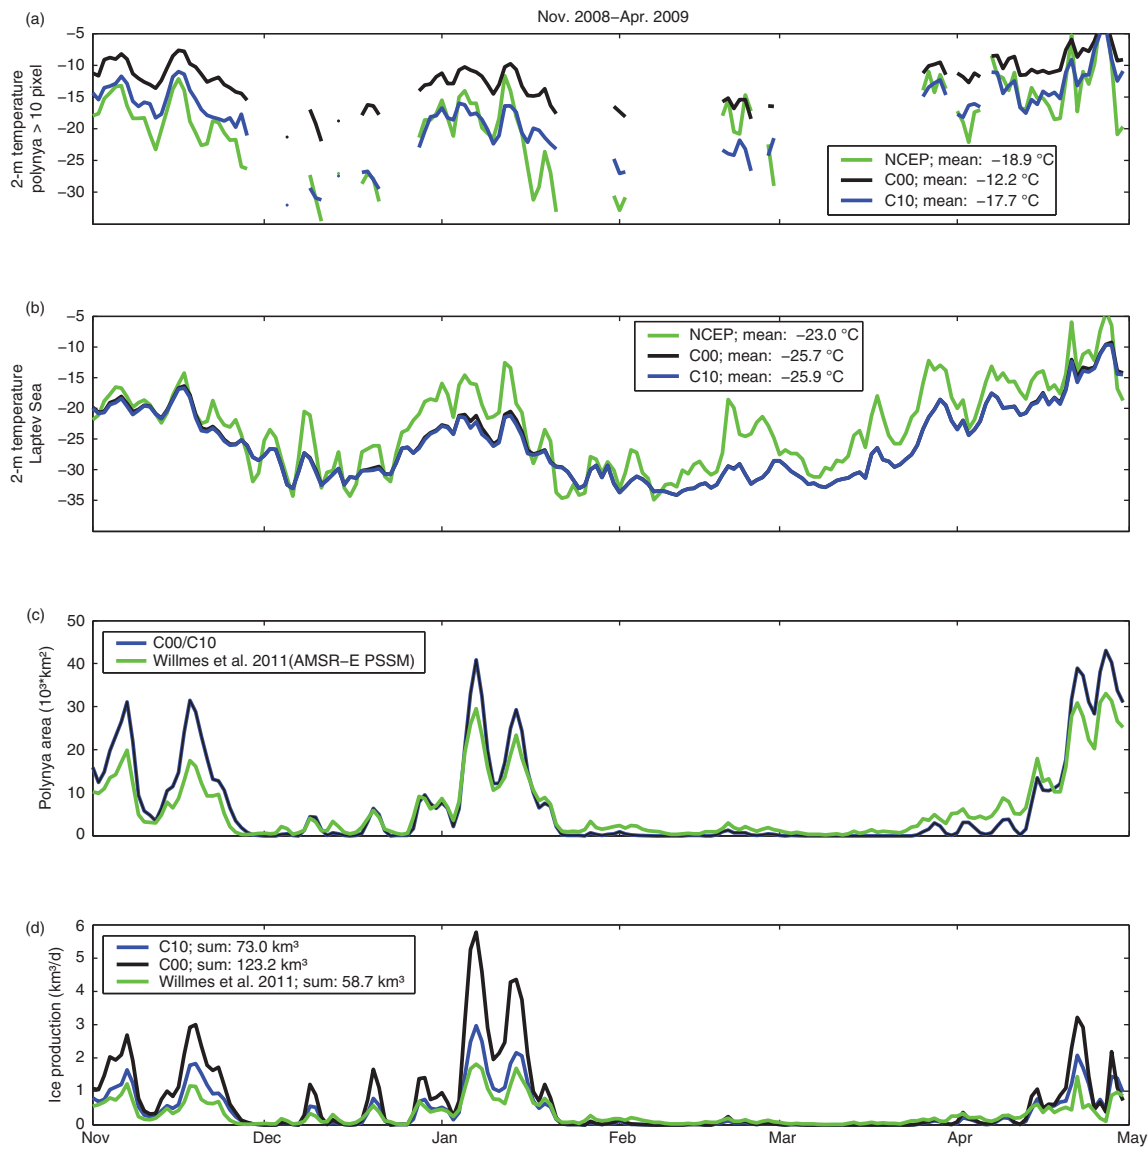 Nov. 2008−Apr. 2009
(a)
2-m temperature
polynya > 10 pixel
−5
−10
−15
−20
−25
−30
NCEP; mean: −18.9 °C
C00; mean: −12.2 °C
C10; mean: −17.7 °C
(b)
2-m temperature
Laptev Sea
−5
−10
−15
−20
−25
−30
−35
NCEP; mean: −23.0 °C
C00; mean: −25.7 °C
C10; mean: −25.9 °C
(c)
Polynya area (10³*km²)
50
40
30
20
10
0
C00/C10
Willmes et al. 2011(AMSR−E PSSM)
(d)
Ice production (km³/d)
6
5
4
3
2
1
0
C10; sum: 73.0 km³
C00; sum: 123.2 km³
Willmes et al. 2011; sum: 58.7 km³
Nov Dec Jan Feb Mar Apr May